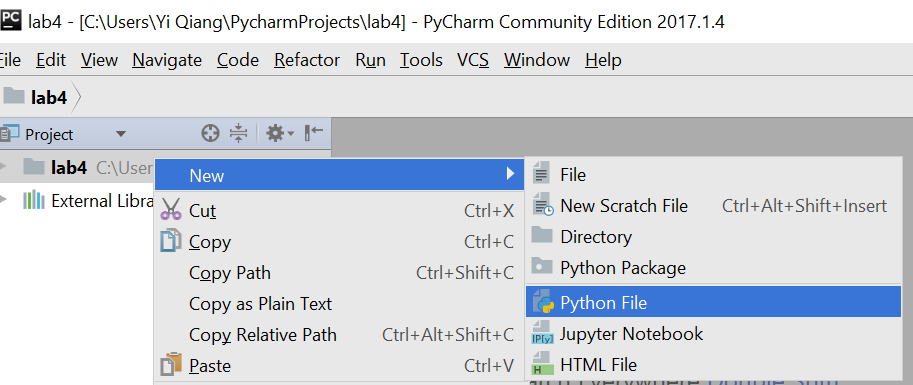 PC lab4 - [C:\Users\Yi Qiang\PycharmProjects\lab4] - PyCharm Community Edition 2017.1.4
File Edit View Navigate Code Refactor Run Tools VCS Window Help
lab4
Project
lab4 C:\User
External Libra
New
Cut Ctrl+X
Copy Ctrl+C
Copy Path Ctrl+Shift+C
Copy as Plain Text
Copy Relative Path Ctrl+Alt+Shift+C
Paste Ctrl+V
File
New Scratch File Ctrl+Alt+Shift+Insert
Directory
Python Package
Python File
IP[y] Jupyter Notebook
H HTML File